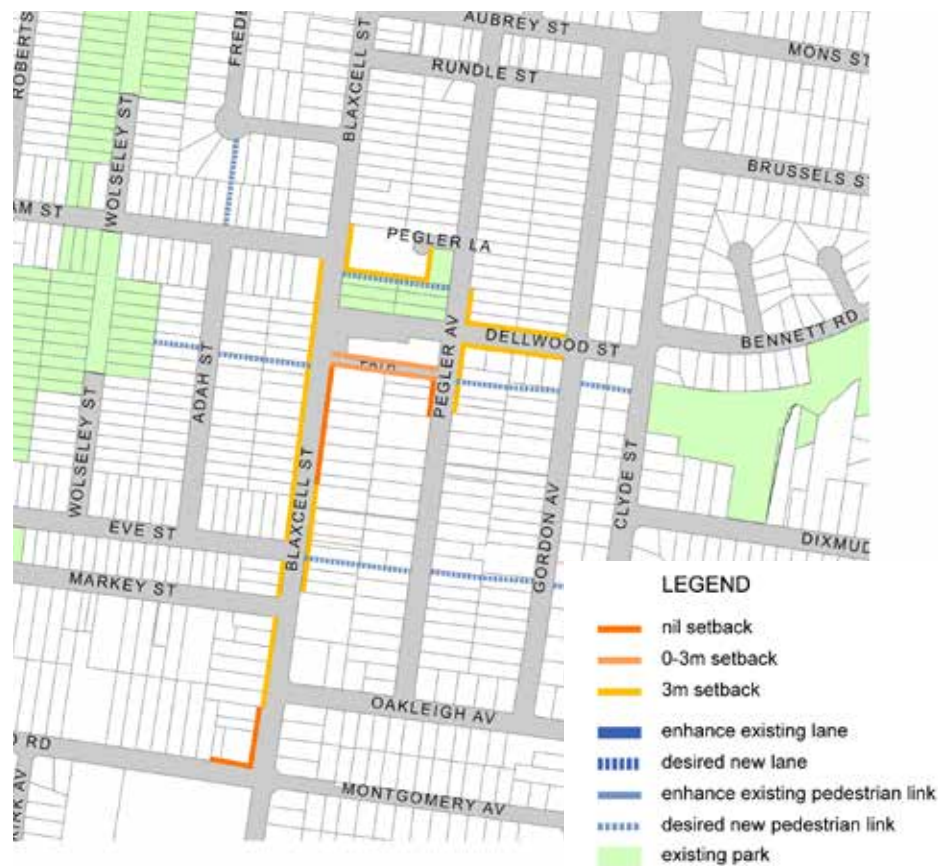 AUBREY ST
MONS ST
ROBERTS
FREDE
BLAXCELL ST
RUNDLE ST
WOLSELEY ST
BRUSSELS S
AM ST
PEGLER LA
DELLWOOD ST
BENNETT RD
PEGLER AV
ADAH ST
WOLSELEY ST
BLAXCELL ST
GORDON AV
CLYDE ST
EVE ST
DIXMUD
MARKEY ST
OAKLEIGH AV
RD
KIRK AV
MONTGOMERY AV
LEGEND
nil setback
0-3m setback
3m setback
enhance existing lane
desired new lane
enhance existing pedestrian link
desired new pedestrian link
existing park